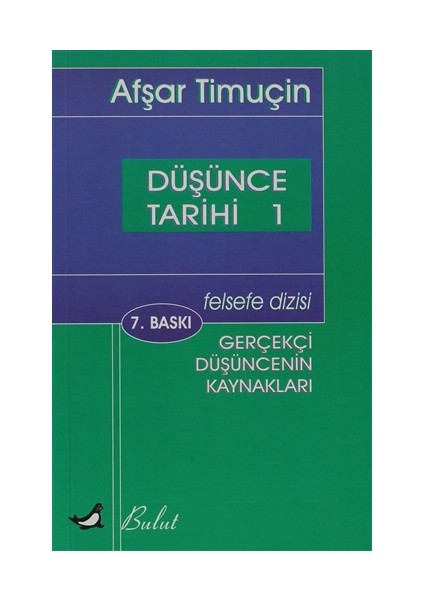 Afşar Timuçin
DÜŞÜNCE
TARİHİ 1
felsefe dizisi
7. BASKI
GERÇEKÇİ
DÜŞÜNCENİN
KAYNAKLARI
Bulut